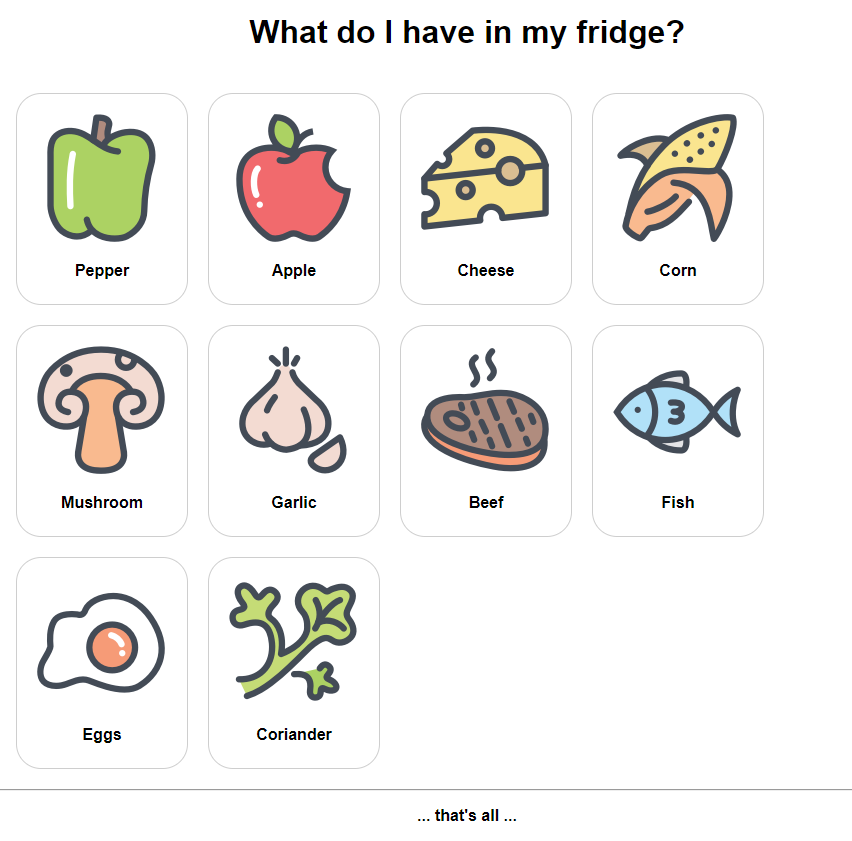 What do I have in my fridge?
Pepper
Apple
Cheese
Corn
Mushroom
Garlic
Beef
Fish
Eggs
Coriander
... that's all ...